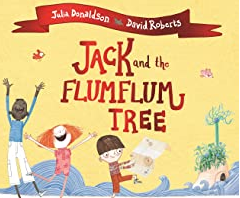 Julia Donaldson David Roberts
JACK and the
FLUMFLUM
TREE